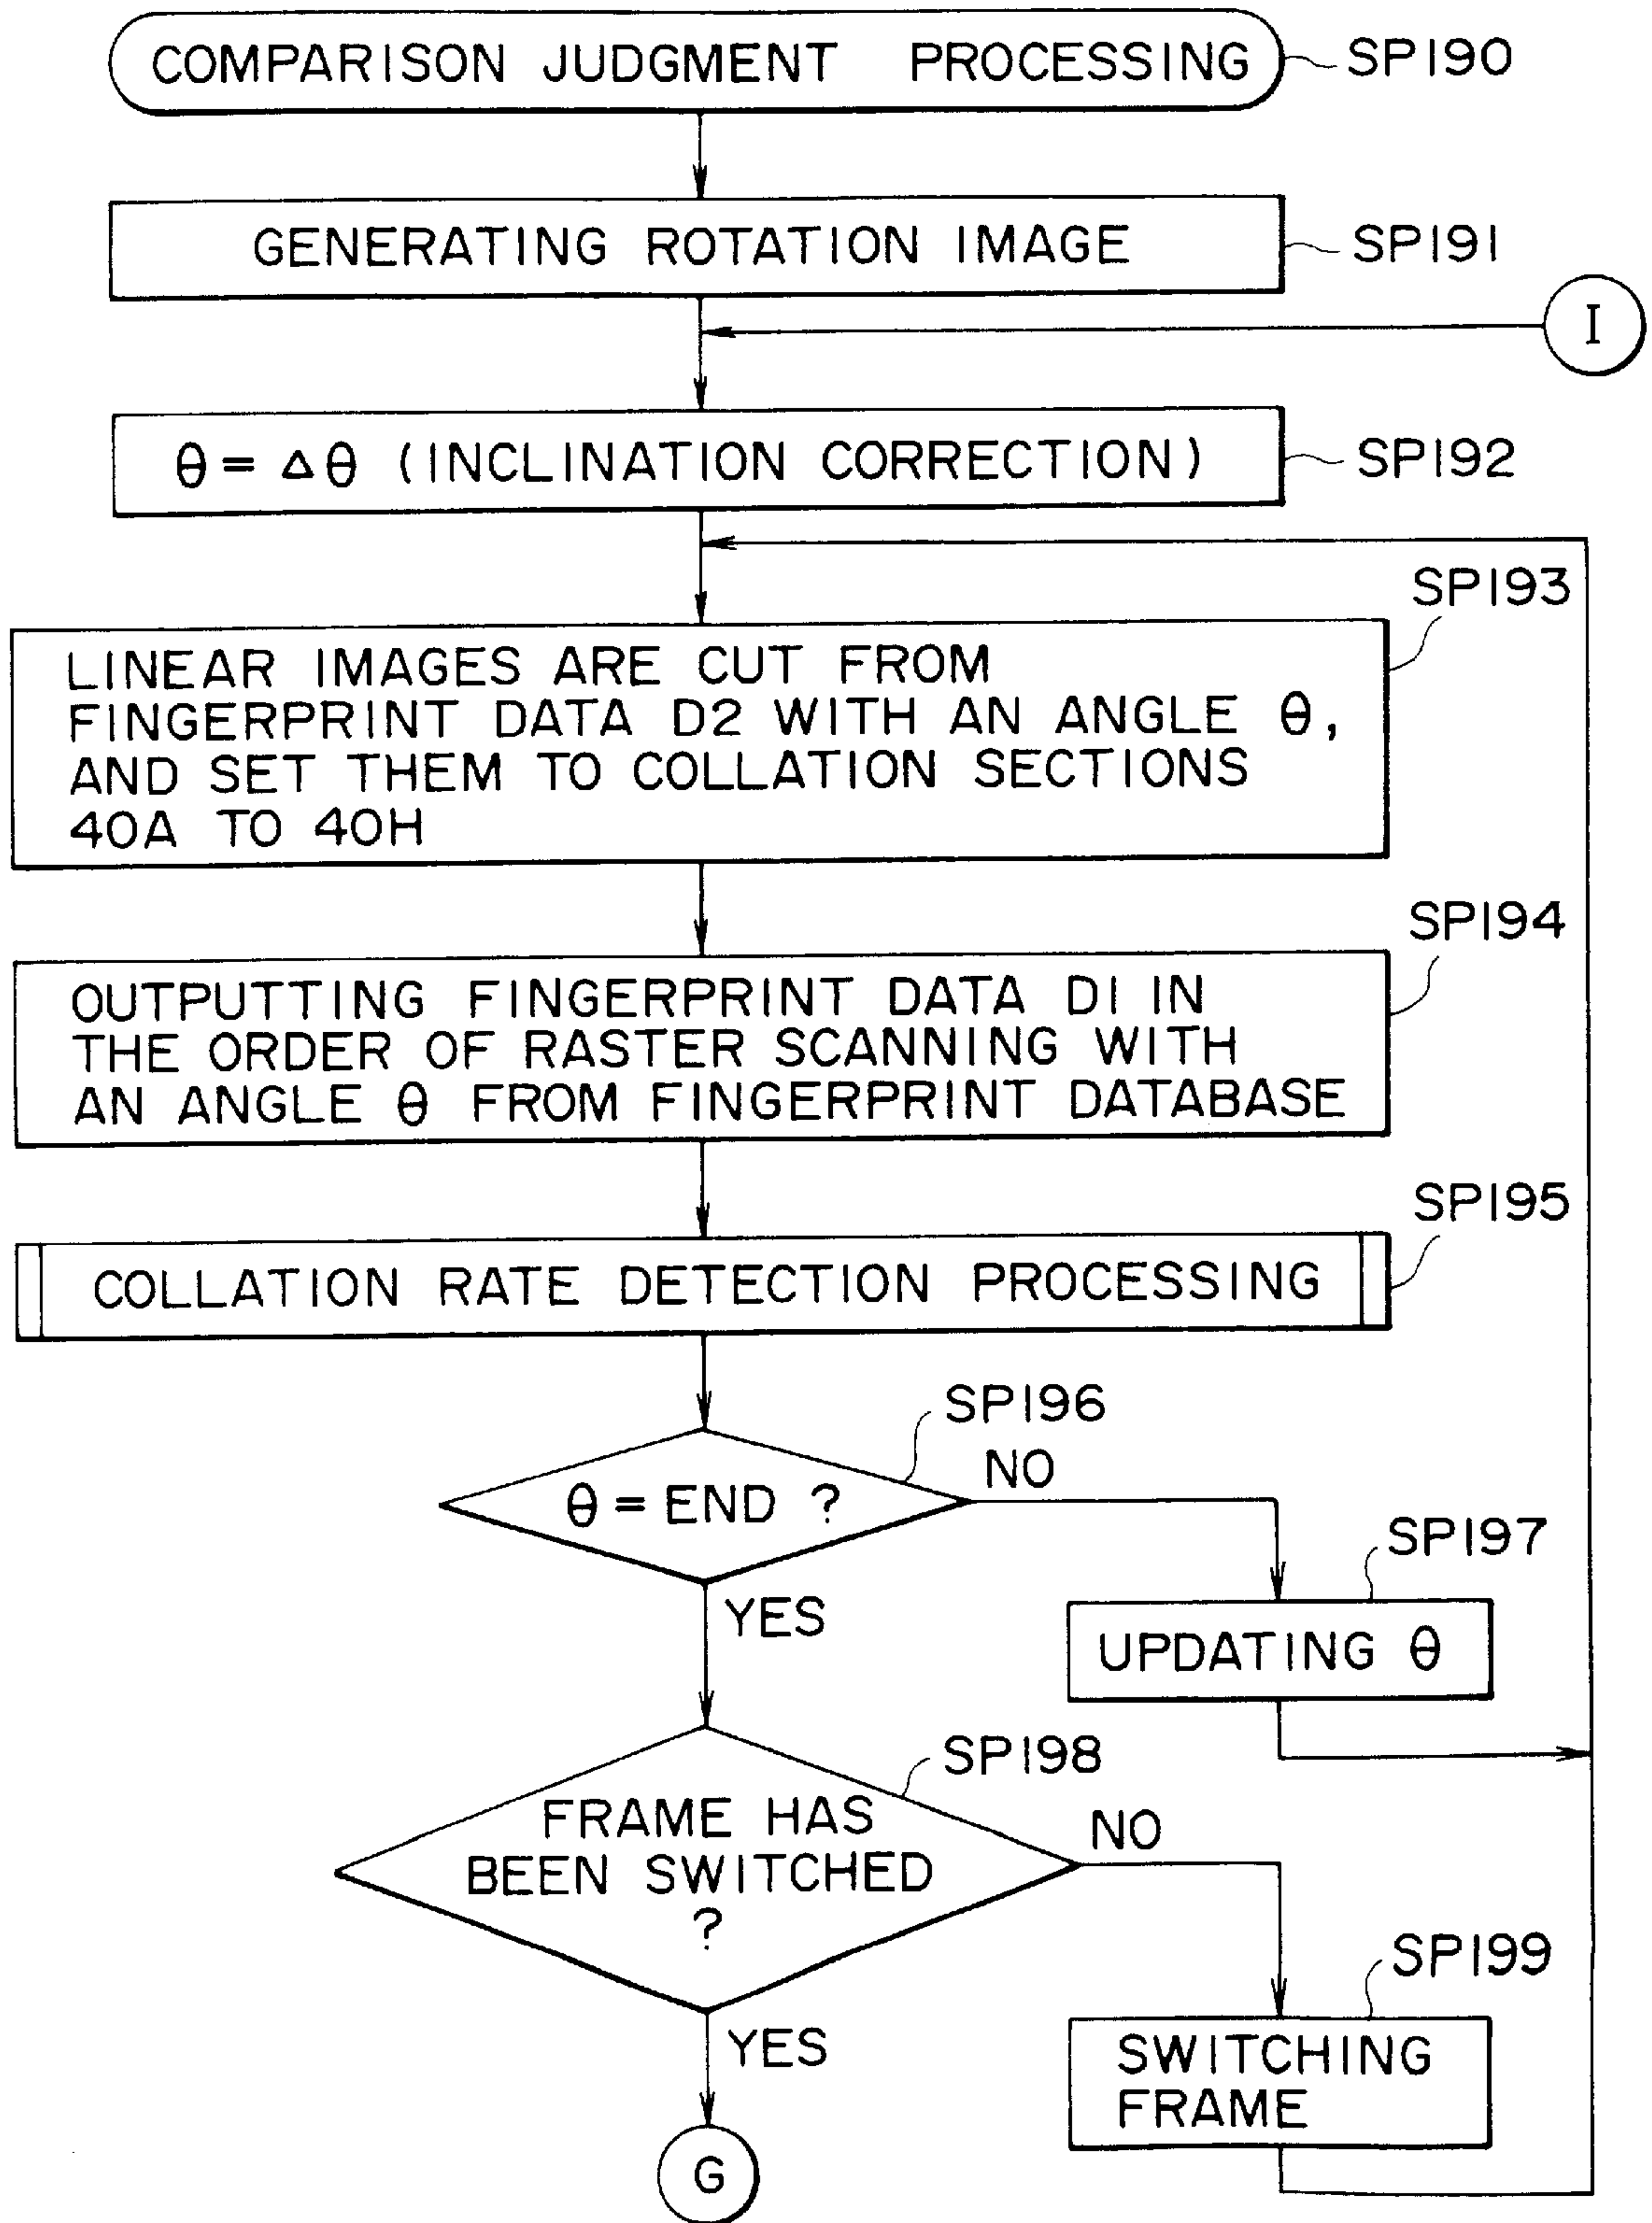 COMPARISON JUDGMENT PROCESSING
SP190
GENERATING ROTATION IMAGE
SP191
I
θ = Δθ (INCLINATION CORRECTION)
SP192
SP193
LINEAR IMAGES ARE CUT FROM
FINGERPRINT DATA D2 WITH AN ANGLE θ,
AND SET THEM TO COLLATION SECTIONS
40A TO 40H
SP194
OUTPUTTING FINGERPRINT DATA D1 IN
THE ORDER OF RASTER SCANNING WITH
AN ANGLE θ FROM FINGERPRINT DATABASE
SP195
COLLATION RATE DETECTION PROCESSING
SP196
θ = END ?
NO
SP197
YES
UPDATING θ
SP198
FRAME HAS
BEEN SWITCHED
?
NO
SP199
YES
SWITCHING
FRAME
G